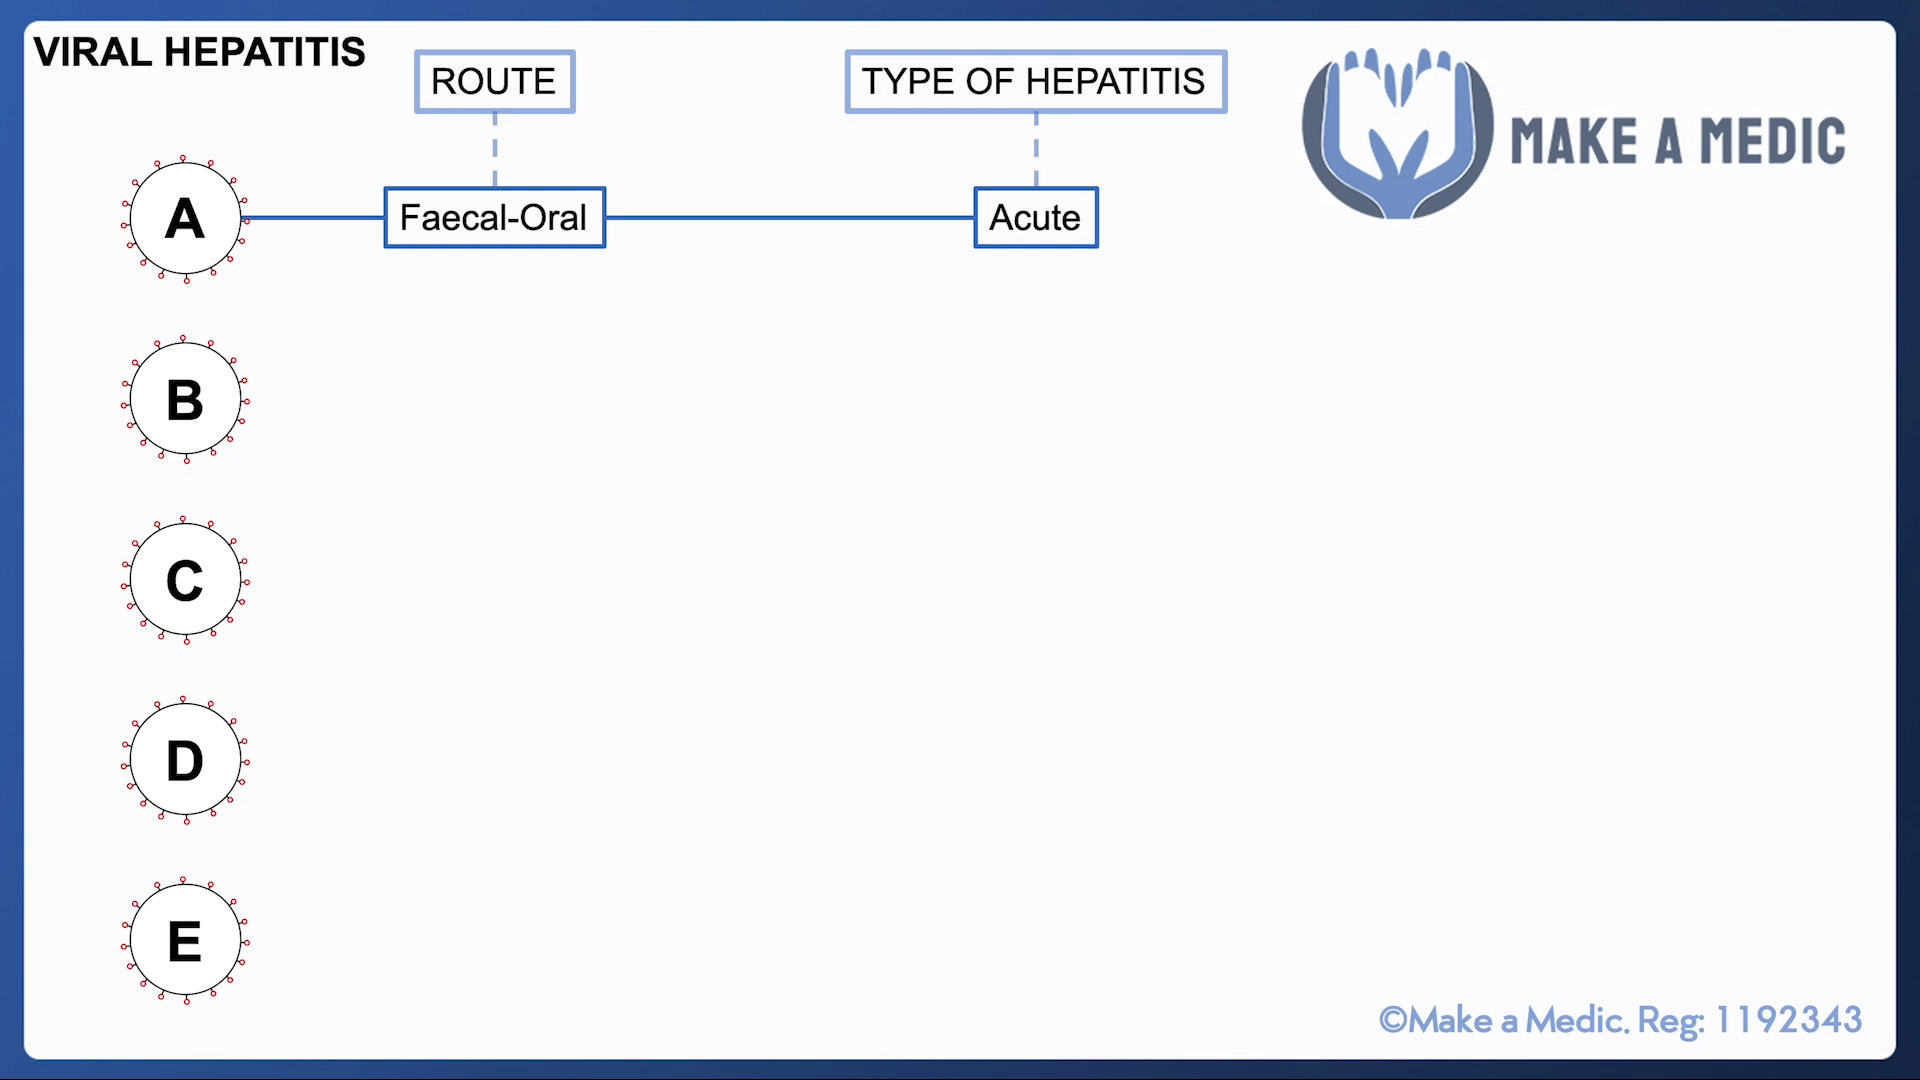 VIRAL HEPATITIS
ROUTE
TYPE OF HEPATITIS
MAKE A MEDIC
A
Faecal-Oral
Acute
B
C
D
E
©Make a Medic. Reg: 1192343